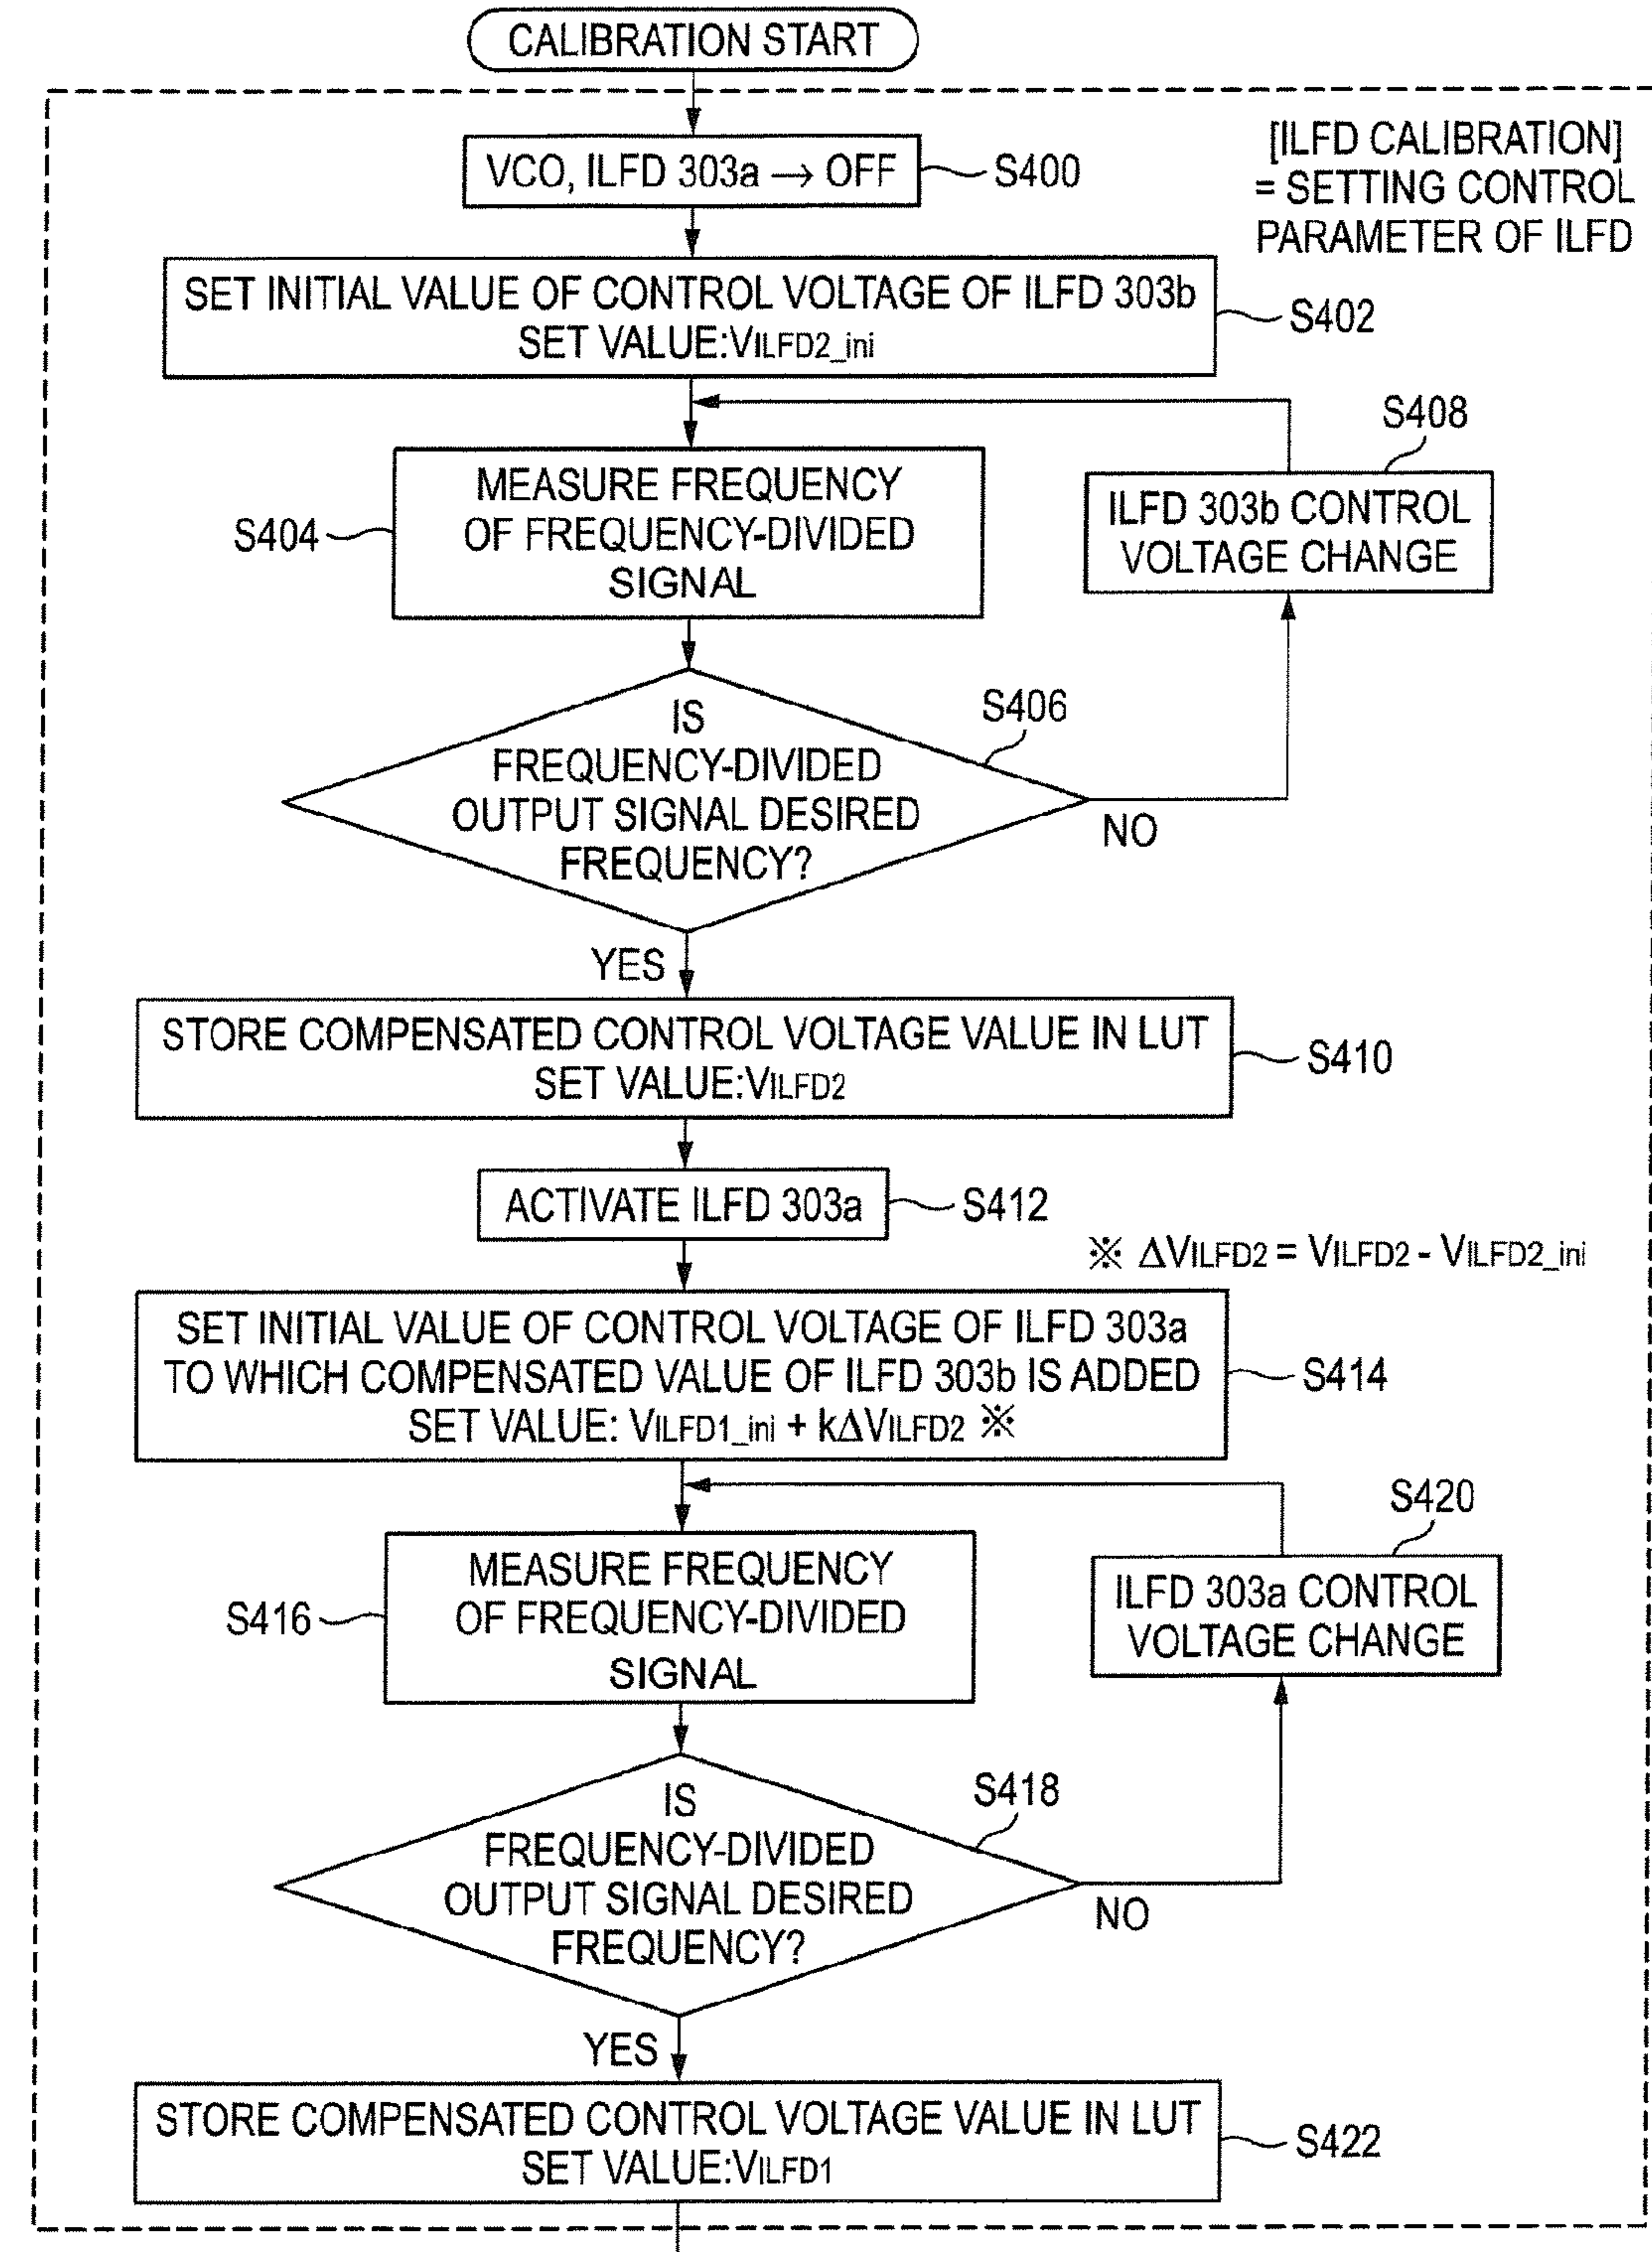 CALIBRATION START
[ILFD CALIBRATION]
= SETTING CONTROL
PARAMETER OF ILFD
VCO, ILFD 303a → OFF
S400
SET INITIAL VALUE OF CONTROL VOLTAGE OF ILFD 303b
SET VALUE:VILFD2_ini
S402
S408
MEASURE FREQUENCY
OF FREQUENCY-DIVIDED
SIGNAL
S404
ILFD 303b CONTROL
VOLTAGE CHANGE
S406
IS
FREQUENCY-DIVIDED
OUTPUT SIGNAL DESIRED
FREQUENCY?
NO
YES
STORE COMPENSATED CONTROL VOLTAGE VALUE IN LUT
SET VALUE:VILFD2
S410
ACTIVATE ILFD 303a
S412
※ ΔVILFD2 = VILFD2 - VILFD2_ini
SET INITIAL VALUE OF CONTROL VOLTAGE OF ILFD 303a
TO WHICH COMPENSATED VALUE OF ILFD 303b IS ADDED
SET VALUE: VILFD1_ini + kΔVILFD2 ※
S414
S420
MEASURE FREQUENCY
OF FREQUENCY-DIVIDED
SIGNAL
S416
ILFD 303a CONTROL
VOLTAGE CHANGE
S418
IS
FREQUENCY-DIVIDED
OUTPUT SIGNAL DESIRED
FREQUENCY?
NO
YES
STORE COMPENSATED CONTROL VOLTAGE VALUE IN LUT
SET VALUE:VILFD1
S422